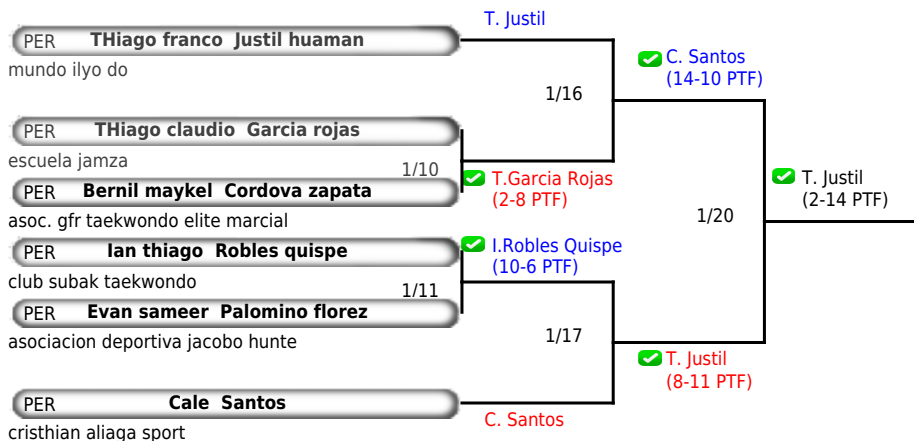 T. Justil
PER THiago franco Justil huaman
mundo ilyo do
C. Santos
(14-10 PTF)
1/16
PER THiago claudio Garcia rojas
escuela jamza
1/10
T.Garcia Rojas
(2-8 PTF)
PER Bernil maykel Cordova zapata
asoc. gfr taekwondo elite marcial
T. Justil
(2-14 PTF)
1/20
PER Ian thiago Robles quispe
club subak taekwondo
I.Robles Quispe
(10-6 PTF)
1/11
PER Evan sameer Palomino florez
asociacion deportiva jacobo hunte
1/17
T. Justil
(8-11 PTF)
PER Cale Santos
cristhian aliaga sport
C. Santos